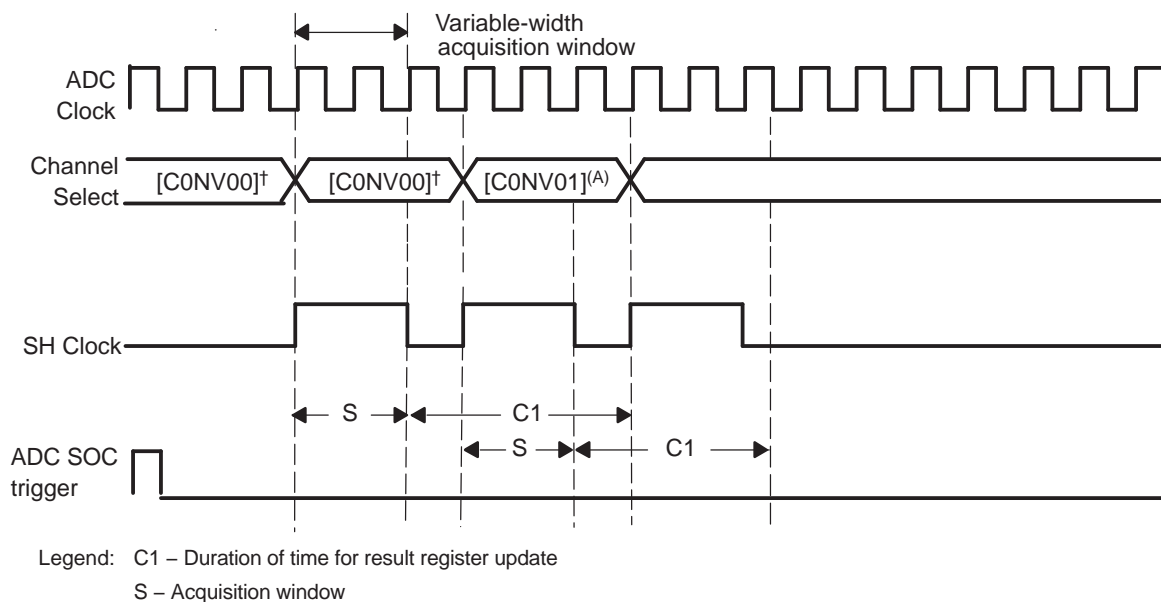 Variable-width
acquisition window
ADC
Clock
Channel
Select
[C0NV00]†
[C0NV00]†
[C0NV01](A)
SH Clock
S
C1
S
C1
ADC SOC
trigger
Legend: C1 – Duration of time for result register update
S – Acquisition window